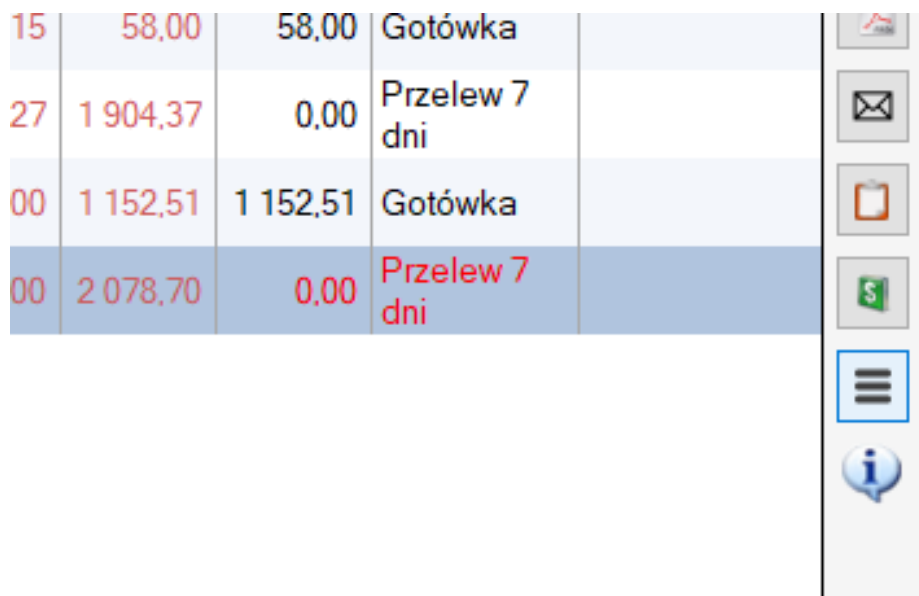 15 58,00 58,00 Gotówka
27 1 904,37 0,00 Przelew 7
dni
00 1 152,51 1 152,51 Gotówka
00 2 078,70 0,00 Przelew 7
dni
S
i